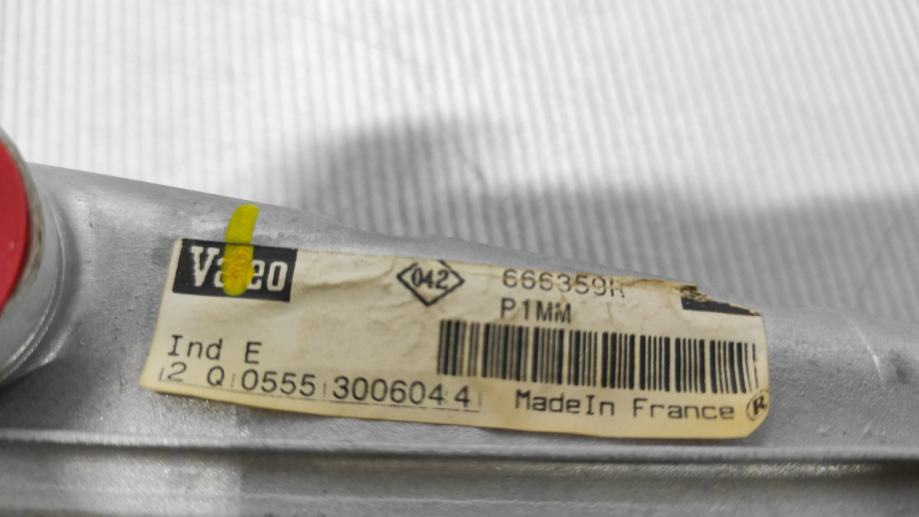 Valeo
042
666359R
P1MM
Ind E
2 Q 0555 3006044
MadeIn France ®